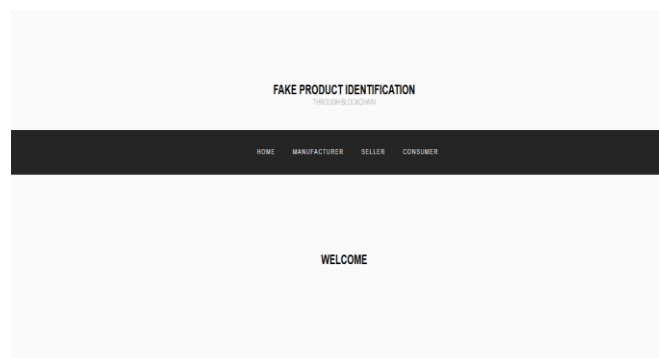 FAKE PRODUCT IDENTIFICATION
THROUGH BLOCKCHAIN
HOME MANUFACTURER SELLER CONSUMER
WELCOME